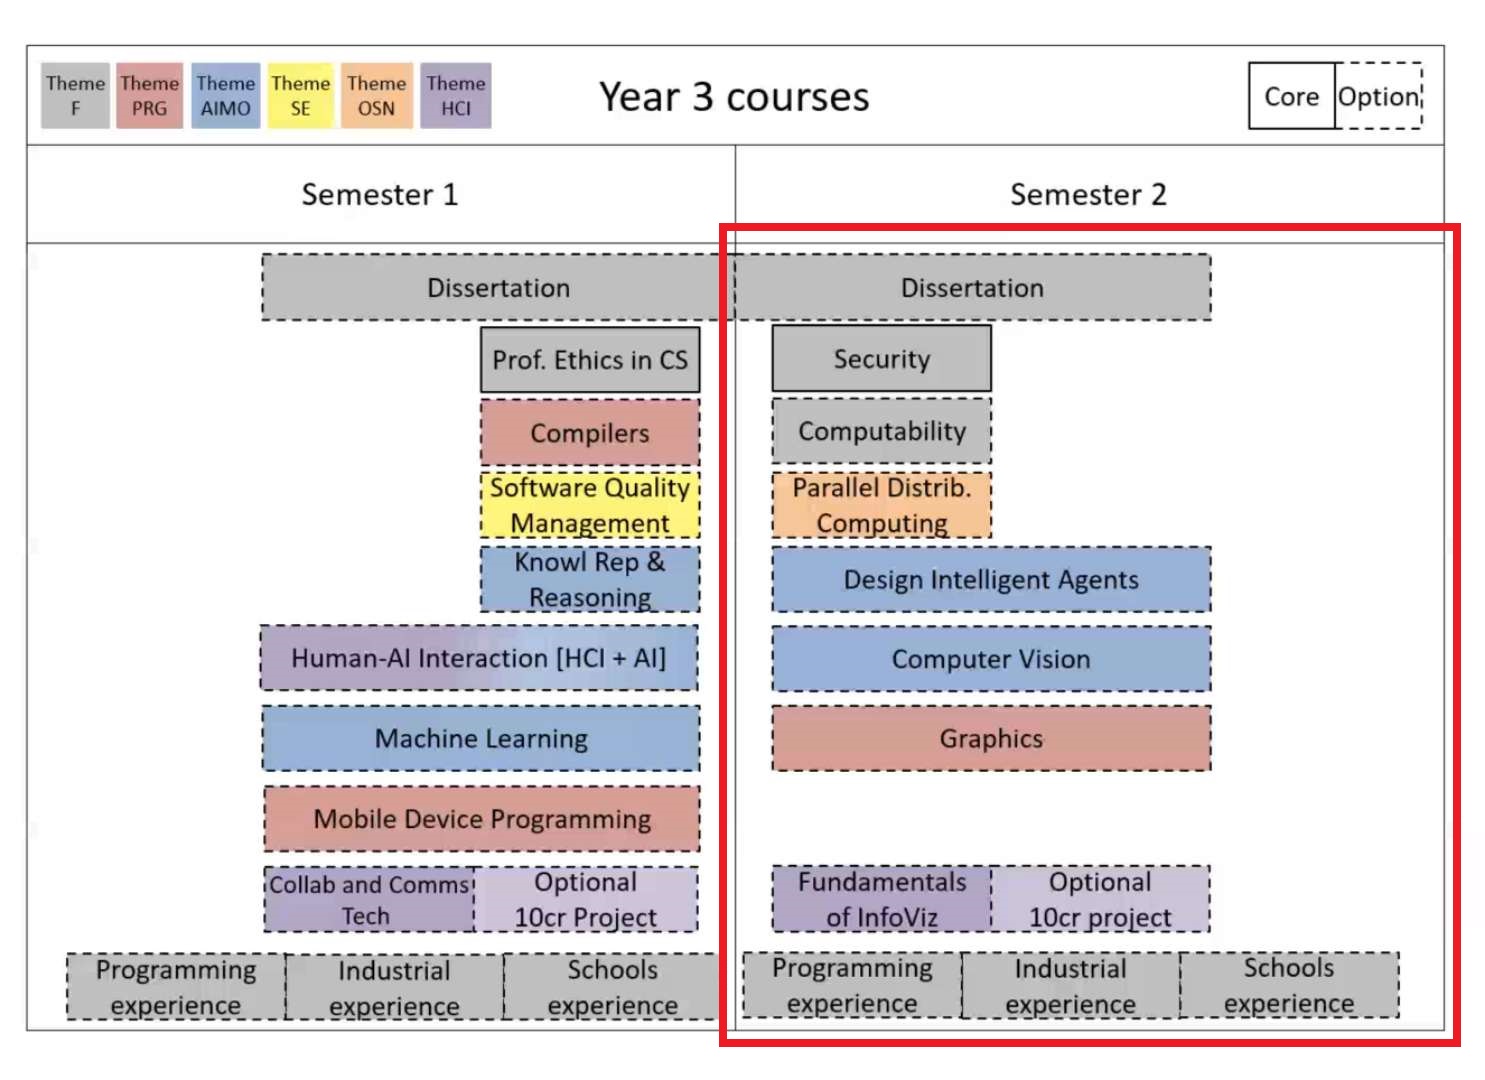 Theme
F
Theme
PRG
Theme
AIMO
Theme
SE
Theme
OSN
Theme
HCI
Year 3 courses
Core
Option
Semester 1
Semester 2
Dissertation
Dissertation
Prof. Ethics in CS
Security
Compilers
Computability
Software Quality
Management
Parallel Distrib.
Computing
Knowl Rep &
Reasoning
Design Intelligent Agents
Human-AI Interaction [HCI + AI]
Computer Vision
Machine Learning
Graphics
Mobile Device Programming
Collab and Comms
Tech
Optional
10cr Project
Fundamentals
of InfoViz
Optional
10cr project
Programming
experience
Industrial
experience
Schools
experience
Programming
experience
Industrial
experience
Schools
experience